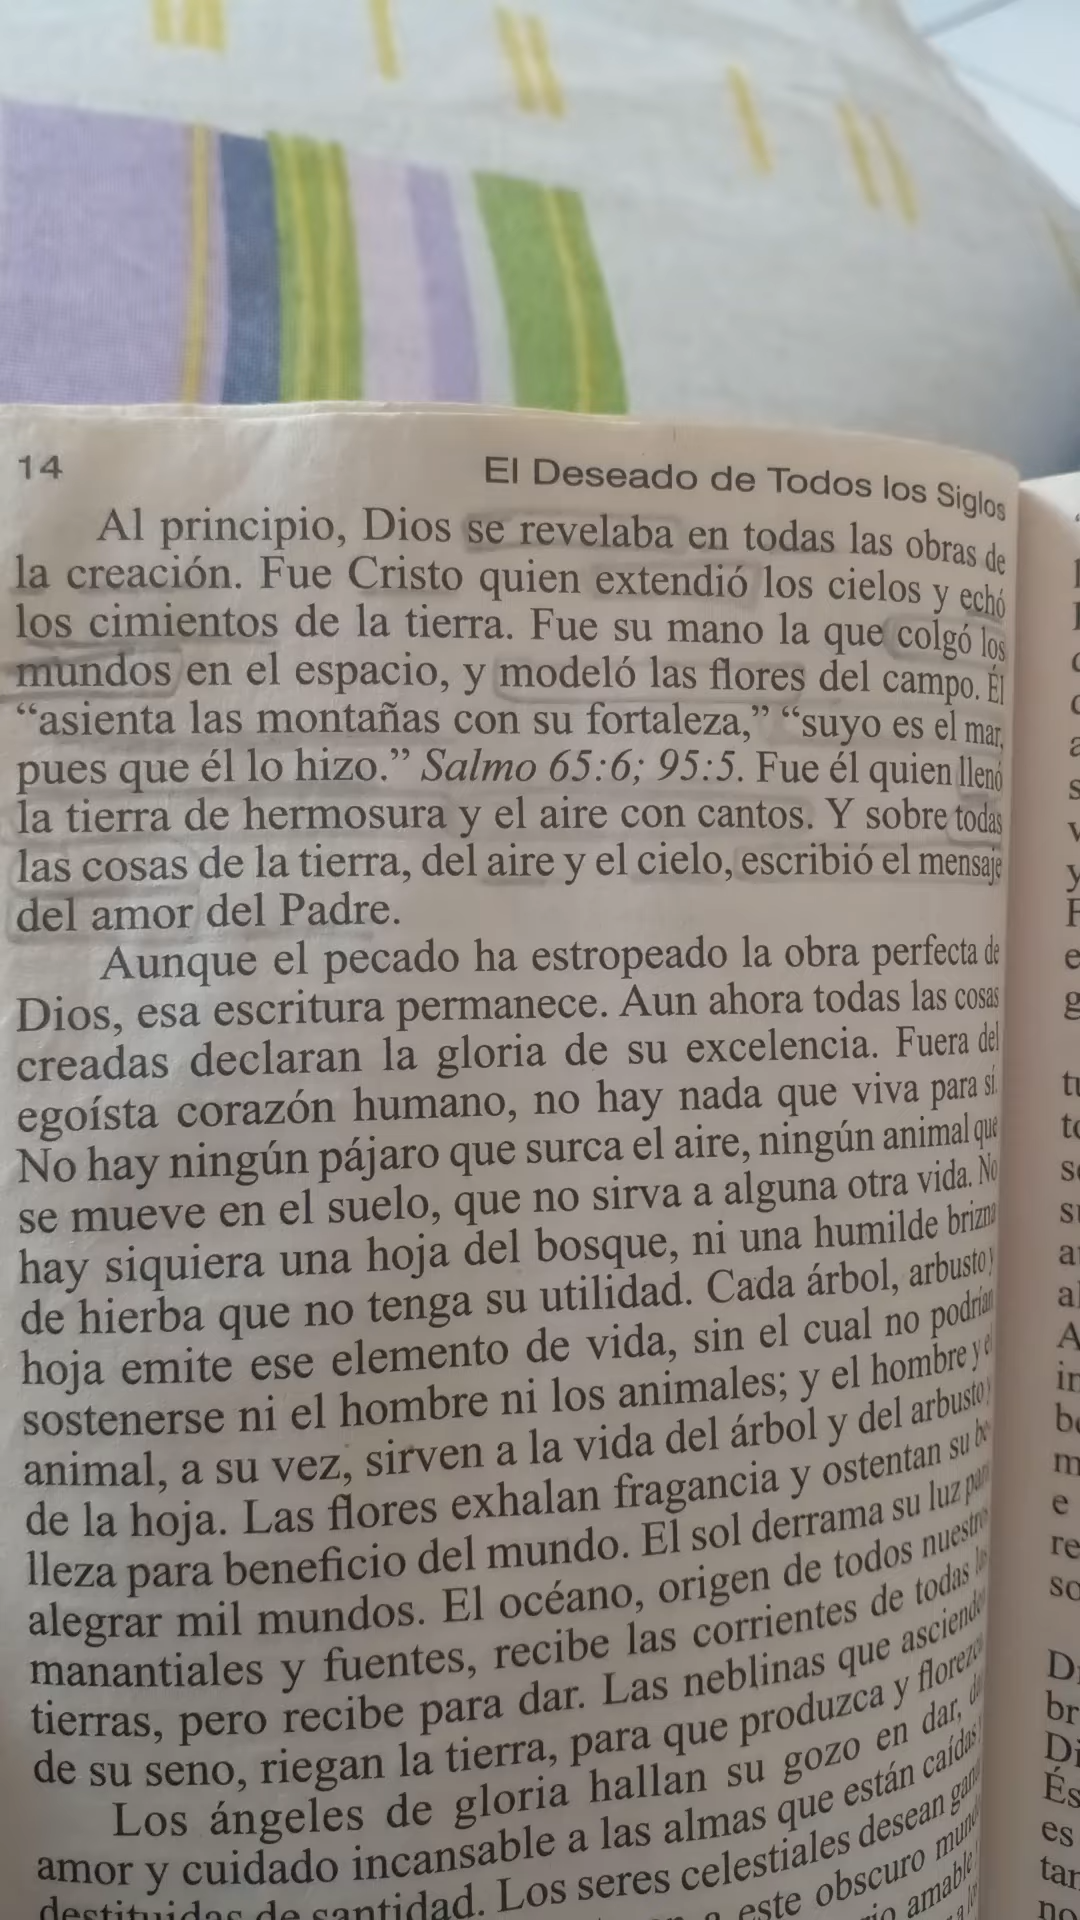 14
El Deseado de Todos los Siglos
Al principio, Dios se revelaba en todas las obras de
la creación. Fue Cristo quien extendió los cielos y echó
los cimientos de la tierra. Fue su mano la que colgó los
mundos en el espacio, y modeló las flores del campo. Él
“asienta las montañas con su fortaleza,” “suyo es el mar,
pues que él lo hizo.” Salmo 65:6; 95:5. Fue él quien llenó
la tierra de hermosura y el aire con cantos. Y sobre todas
las cosas de la tierra, del aire y el cielo, escribió el mensaje
del amor del Padre.
Aunque el pecado ha estropeado la obra perfecta de
Dios, esa escritura permanece. Aun ahora todas las cosas
creadas declaran la gloria de su excelencia. Fuera del
egoísta corazón humano, no hay nada que viva para sí.
No hay ningún pájaro que surca el aire, ningún animal que
se mueve en el suelo, que no sirva a alguna otra vida. No
hay siquiera una hoja del bosque, ni una humilde brizna
de hierba que no tenga su utilidad. Cada árbol, arbusto y
hoja emite ese elemento de vida, sin el cual no podrían
sostenerse ni el hombre ni los animales; y el hombre y el
animal, a su vez, sirven a la vida del árbol y del arbusto y
de la hoja. Las flores exhalan fragancia y ostentan su be-
lleza para beneficio del mundo. El sol derrama su luz para
alegrar mil mundos. El océano, origen de todos nuestros
manantiales y fuentes, recibe las corrientes de todas las
tierras, pero recibe para dar. Las neblinas que ascienden
de su seno, riegan la tierra, para que produzca y florezca.
Los ángeles de gloria hallan su gozo en dar,
amor y cuidado incansable a las almas que están caídas
destituidas de santidad. Los seres celestiales desean
a este obscuro
amable